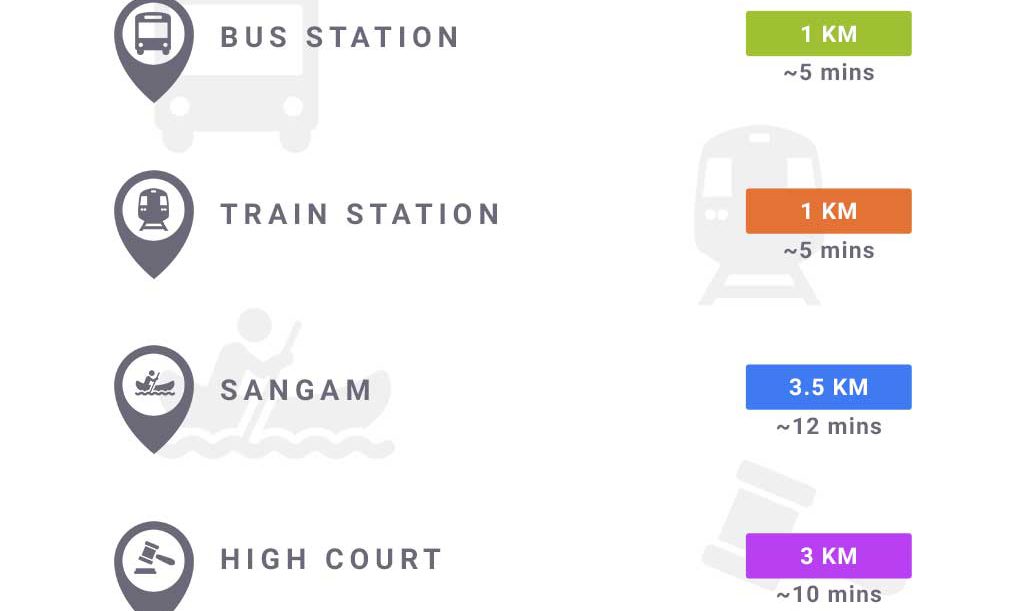 BUS STATION
1 KM
~5 mins
TRAIN STATION
1 KM
~5 mins
SANGAM
3.5 KM
~12 mins
HIGH COURT
3 KM
~10 mins